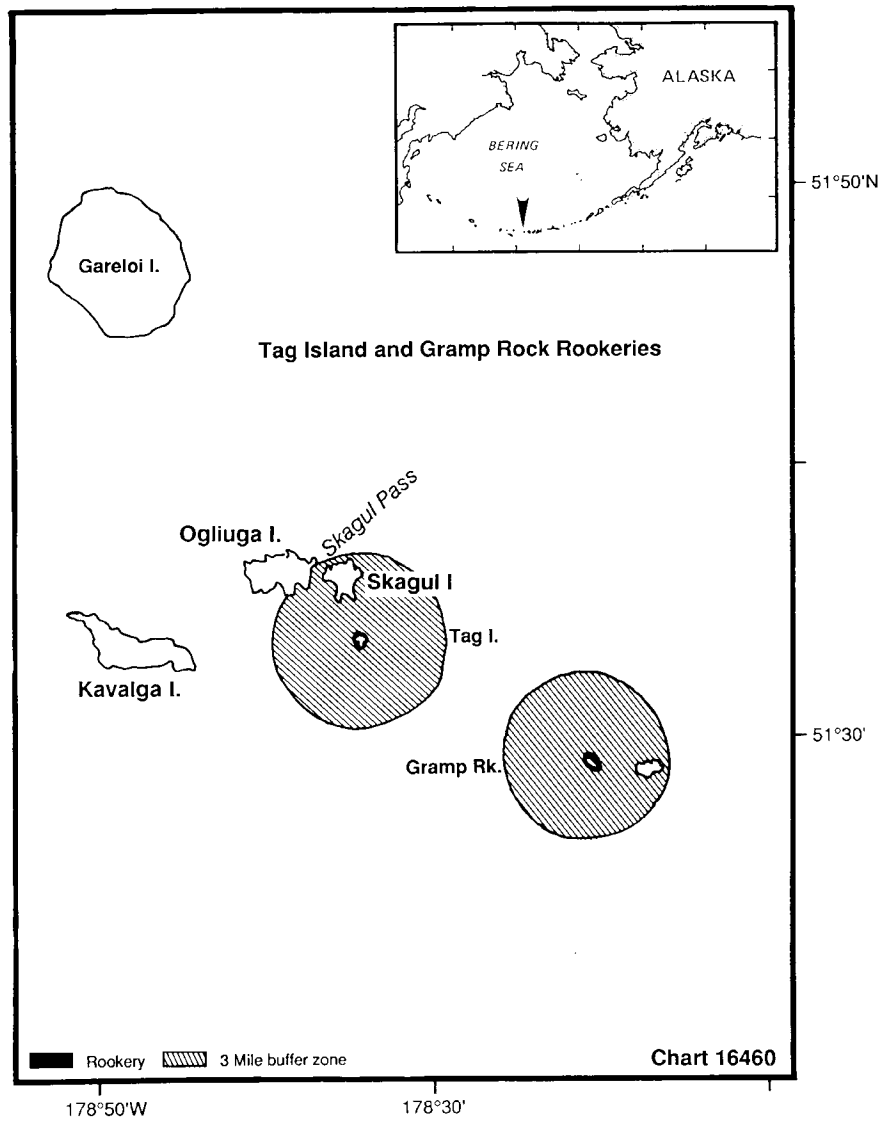 ALASKA
BERING
SEA
51°50'N
Gareloi I.
Tag Island and Gramp Rock Rookeries
Skagul Pass
Ogliuga I.
Skagul I
Tag I.
Kavalga I.
51°30'
Gramp Rk.
Rookery
3 Mile buffer zone
Chart 16460
178°50'W
178°30'